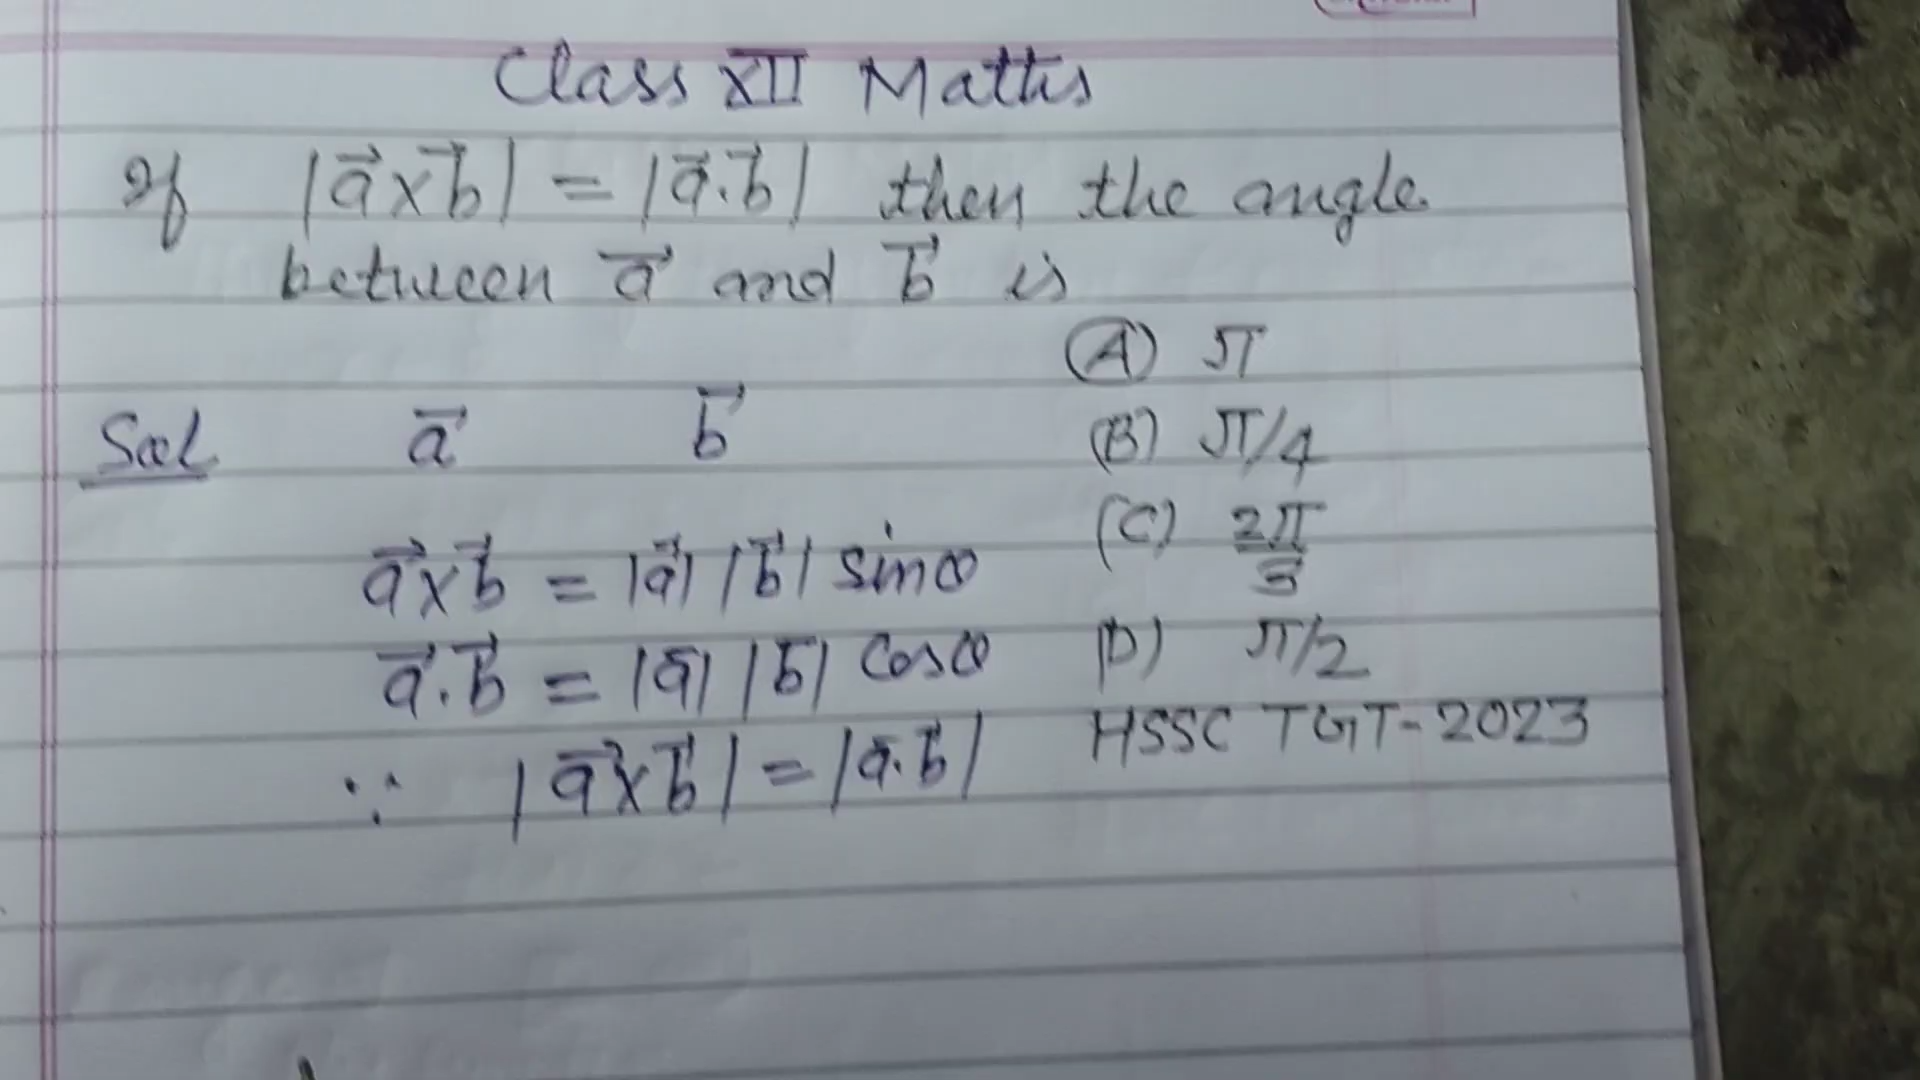 Class XII Maths
If |a⃗×b⃗| = |a⃗.b⃗| then the angle
between a⃗ and b⃗ is
(A) π
Sol a⃗ b⃗
(B) π/4
(C) 2π/3
a⃗×b⃗ = |a⃗| |b⃗| sinθ
(D) π/2
a⃗.b⃗ = |a⃗| |b⃗| cosθ
HSSC TGT-2023
∵ |a⃗×b⃗| = |a⃗.b⃗|